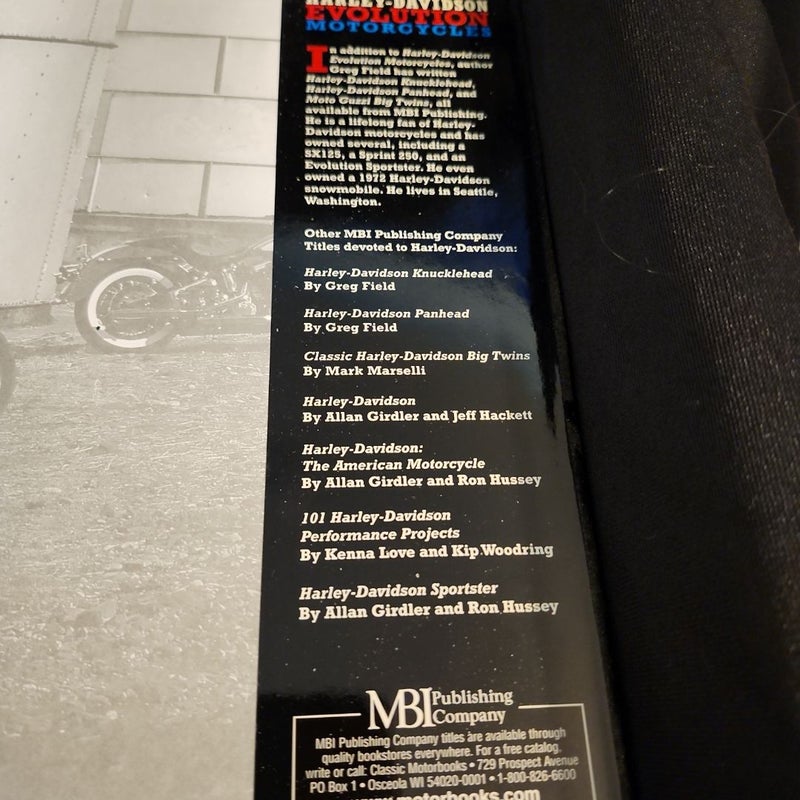 HARLEY-DAVIDSON
EVOLUTION
MOTORCYCLES
In addition to Harley-Davidson
Evolution Motorcycles, author
Greg Field has written
Harley-Davidson Knucklehead,
Harley-Davidson Panhead, and
Moto Guzzi Big Twins, all
available from MBI Publishing.
He is a lifelong fan of Harley-
Davidson motorcycles and has
owned several, including a
SX125, a Sprint 250, and an
Evolution Sportster. He even
owned a 1972 Harley-Davidson
snowmobile. He lives in Seattle,
Washington.
Other MBI Publishing Company
Titles devoted to Harley-Davidson:
Harley-Davidson Knucklehead
By Greg Field
Harley-Davidson Panhead
By Greg Field
Classic Harley-Davidson Big Twins
By Mark Marselli
Harley-Davidson
By Allan Girdler and Jeff Hackett
Harley-Davidson:
The American Motorcycle
By Allan Girdler and Ron Hussey
101 Harley-Davidson
Performance Projects
By Kenna Love and Kip Woodring
Harley-Davidson Sportster
By Allan Girdler and Ron Hussey
MBI Publishing
Company
MBI Publishing Company titles are available through
quality bookstores everywhere. For a free catalog,
write or call: Classic Motorbooks • 729 Prospect Avenue
PO Box 1 • Osceola WI 54020-0001 • 1-800-826-6600
www.motorbooks.com